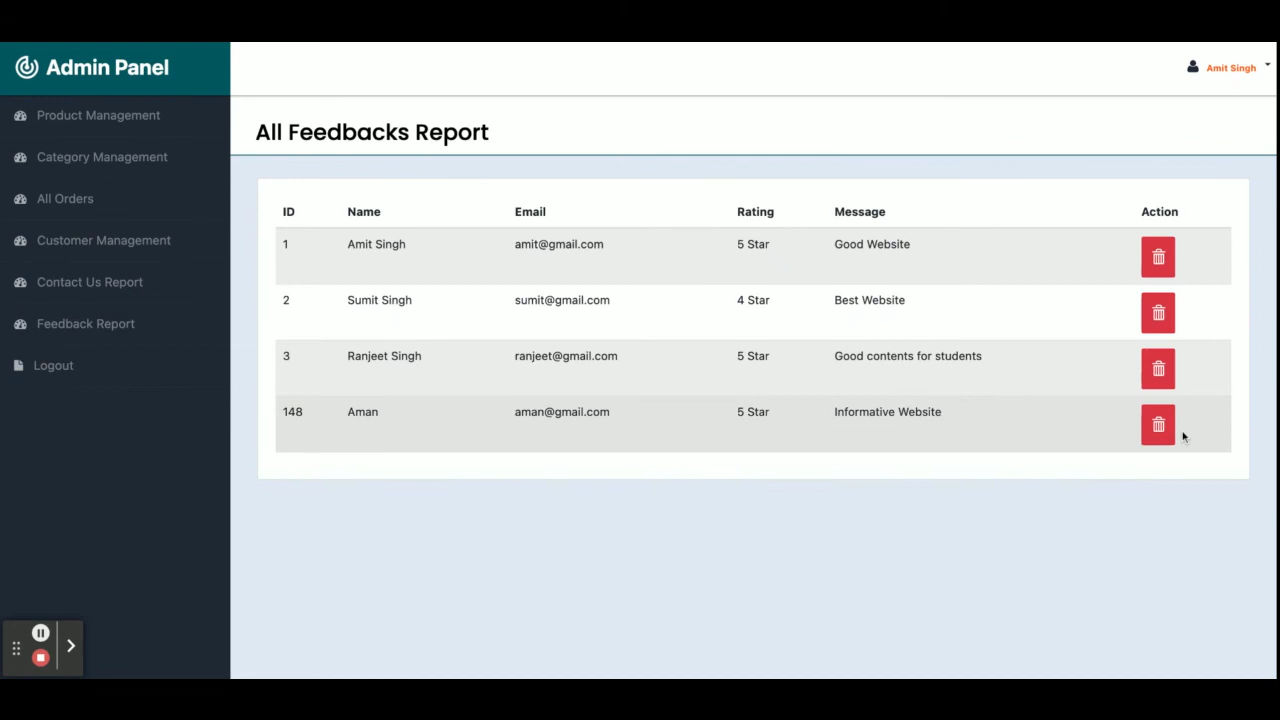 Admin Panel
Amit Singh
Product Management
Category Management
All Orders
Customer Management
Contact Us Report
Feedback Report
Logout
All Feedbacks Report
ID Name Email Rating Message Action
1 Amit Singh amit@gmail.com 5 Star Good Website
2 Sumit Singh sumit@gmail.com 4 Star Best Website
3 Ranjeet Singh ranjeet@gmail.com 5 Star Good contents for students
148 Aman aman@gmail.com 5 Star Informative Website